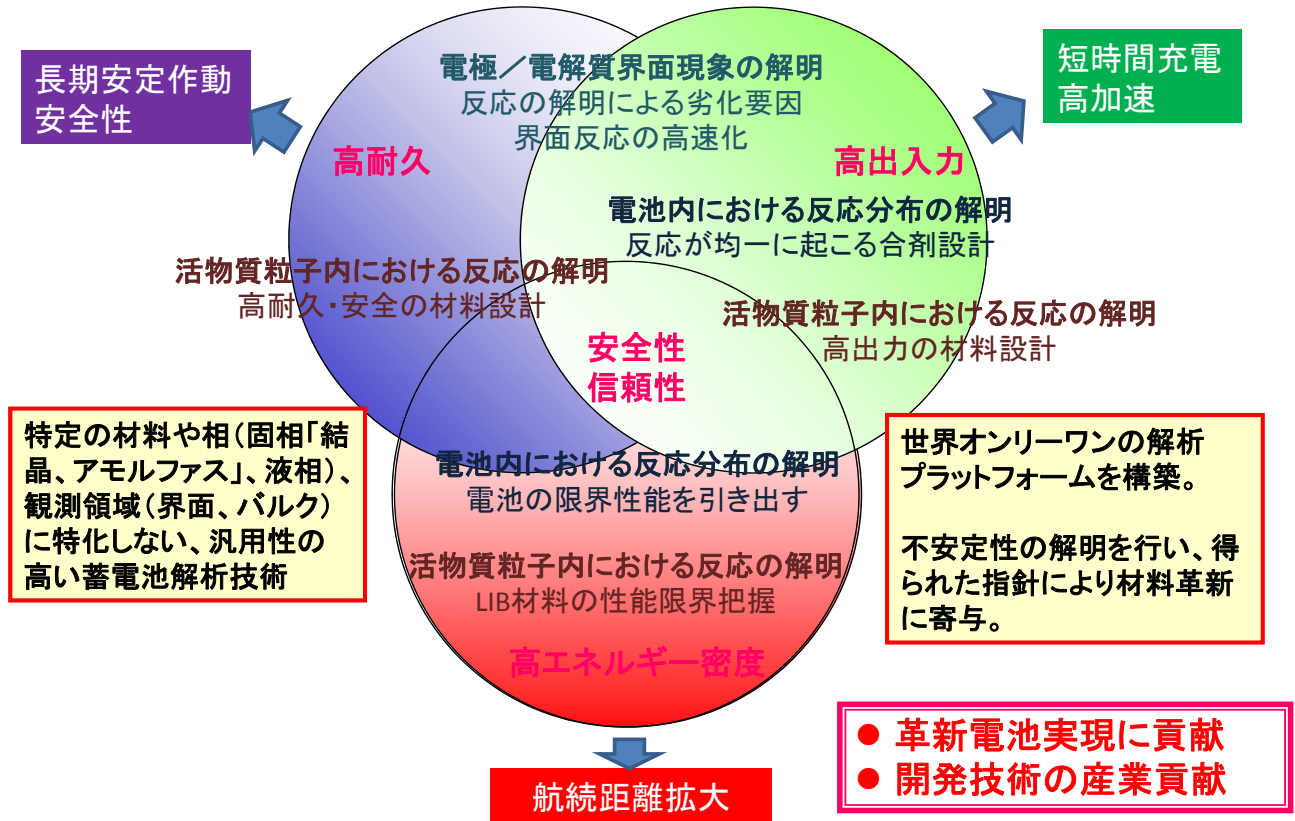 長期安定作動
安全性
電極／電解質界面現象の解明
反応の解明による劣化要因
界面反応の高速化
短時間充電
高加速
高耐久
高出入力
電池内における反応分布の解明
反応が均一に起こる合剤設計
活物質粒子内における反応の解明
高耐久・安全の材料設計
活物質粒子内における反応の解明
高出力の材料設計
安全性
信頼性
特定の材料や相（固相「結
晶、アモルファス」、液相）、
観測領域（界面、バルク）
に特化しない、汎用性の
高い蓄電池解析技術
電池内における反応分布の解明
電池の限界性能を引き出す
活物質粒子内における反応の解明
LIB材料の性能限界把握
高エネルギー密度
世界オンリーワンの解析
プラットフォームを構築。
不安定性の解明を行い、得
られた指針により材料革新
に寄与。
● 革新電池実現に貢献
● 開発技術の産業貢献
航続距離拡大